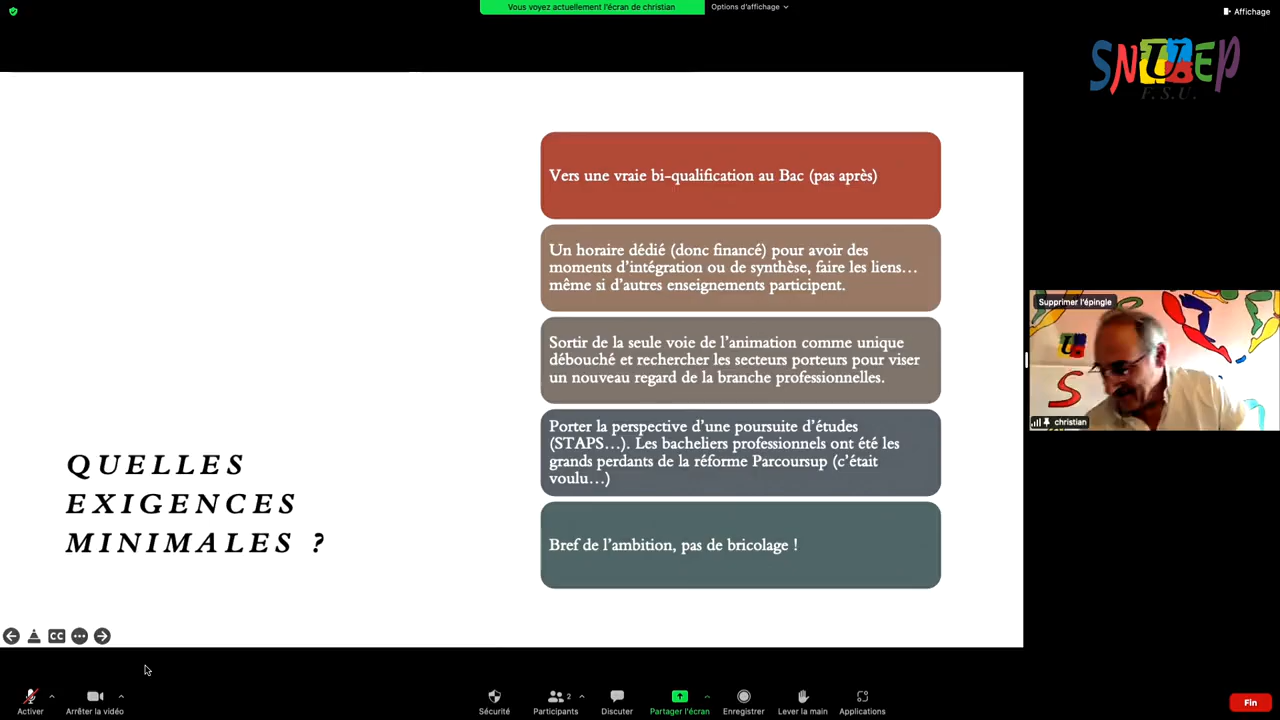 Vous voyez actuellement l'écran de christian
Options d'affichage
Affichage
SNUEP
F.S.U.
Vers une vraie bi-qualification au Bac (pas après)
Un horaire dédié (donc financé) pour avoir des
moments d'intégration ou de synthèse, faire les liens…
même si d'autres enseignements participent.
Sortir de la seule voie de l'animation comme unique
débouché et rechercher les secteurs porteurs pour viser
un nouveau regard de la branche professionnelles.
Porter la perspective d'une poursuite d'études
(STAPS…). Les bacheliers professionnels ont été les
grands perdants de la réforme Parcoursup (c'était
voulu…)
Bref de l'ambition, pas de bricolage !
QUELLES
EXIGENCES
MINIMALES ?
Supprimer l'épingle
christian
CC
Activer
Arrêter la vidéo
Sécurité
Participants
2
Discuter
Partager l'écran
Enregistrer
Lever la main
Applications
Fin